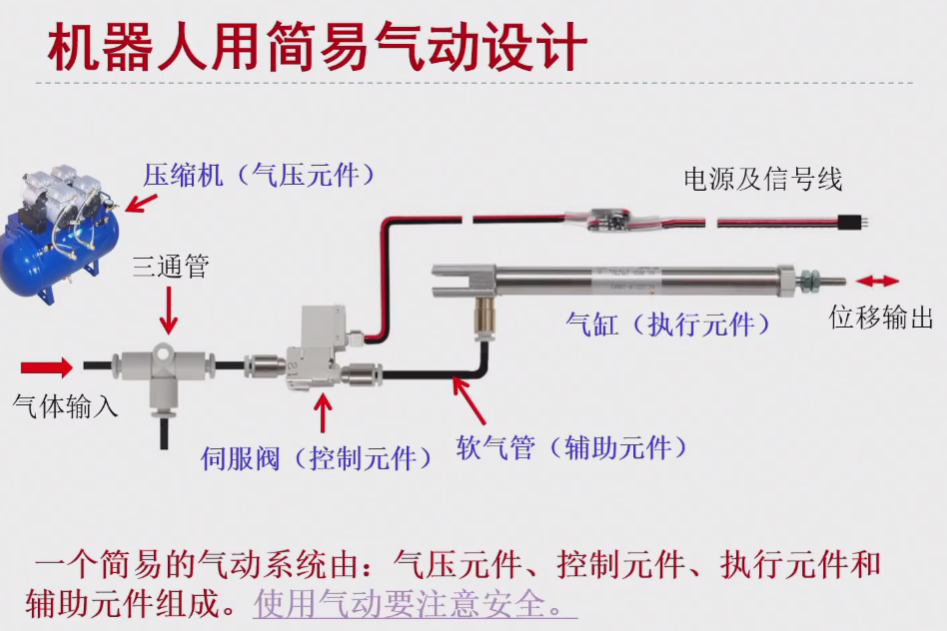 机器人用简易气动设计
压缩机（气压元件）
电源及信号线
三通管
气缸（执行元件）
位移输出
气体输入
伺服阀（控制元件）
软气管（辅助元件）
一个简易的气动系统由：气压元件、控制元件、执行元件和
辅助元件组成。使用气动要注意安全。